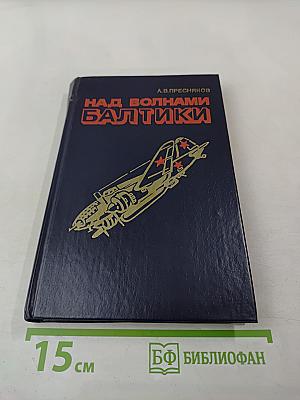 А.В.ПРЕСНЯКОВ
НАД ВОЛНАМИ
БАЛТИКИ
15 см
БФ БИБЛИОФАН